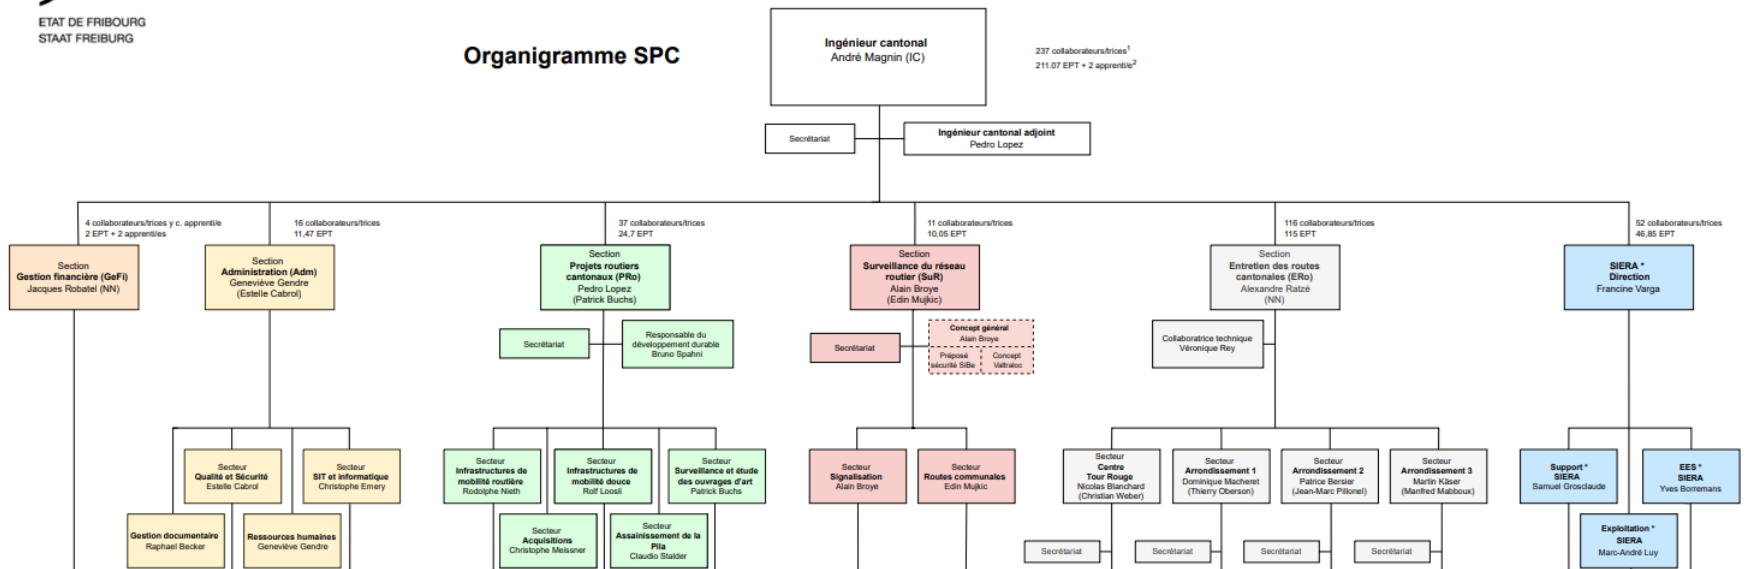 ETAT DE FRIBOURG
STAAT FREIBURG
Organigramme SPC
Ingénieur cantonal
André Magnin (IC)
237 collaborateurs/trices1
211.07 EPT + 2 apprenti/e2
Secrétariat
Ingénieur cantonal adjoint
Pedro Lopez
4 collaborateurs/trices y c. apprenti/e
2 EPT + 2 apprenti/es
16 collaborateurs/trices
11,47 EPT
37 collaborateurs/trices
24,7 EPT
11 collaborateurs/trices
10,05 EPT
116 collaborateurs/trices
115 EPT
52 collaborateurs/trices
46,85 EPT
Section
Gestion financière (GeFi)
Jacques Robatel (NN)
Section
Administration (Adm)
Geneviève Gendre
(Estelle Cabrol)
Section
Projets routiers
cantonaux (PRo)
Pedro Lopez
(Patrick Buchs)
Section
Surveillance du réseau
routier (SuR)
Alain Broye
(Edin Mujkic)
Section
Entretien des routes
cantonales (ERo)
Alexandre Ratzé
(NN)
SIERA *
Direction
Francine Varga
Secrétariat
Responsable du
développement durable
Bruno Spahni
Secrétariat
Concept général
Alain Broye
Préposé
sécurité SiBe
Concept
Valtraloc
Collaboratrice technique
Véronique Rey
Secteur
Qualité et Sécurité
Estelle Cabrol
Secteur
SIT et informatique
Christophe Emery
Secteur
Infrastructures de
mobilité routière
Rodolphe Nieth
Secteur
Infrastructures de
mobilité douce
Rolf Loosli
Secteur
Surveillance et étude
des ouvrages d'art
Patrick Buchs
Secteur
Signalisation
Alain Broye
Secteur
Routes communales
Edin Mujkic
Secteur
Centre
Tour Rouge
Nicolas Blanchard
(Christian Weber)
Secteur
Arrondissement 1
Dominique Macheret
(Thierry Oberson)
Secteur
Arrondissement 2
Patrice Bersier
(Jean-Marc Pillonel)
Secteur
Arrondissement 3
Martin Käser
(Manfred Mabboux)
Support *
SIERA
Samuel Grosclaude
EES *
SIERA
Yves Borremans
Gestion documentaire
Raphael Becker
Ressources humaines
Geneviève Gendre
Secteur
Acquisitions
Christophe Meissner
Secteur
Assainissement de la
Pila
Claudio Stalder
Secrétariat
Secrétariat
Secrétariat
Secrétariat
Exploitation *
SIERA
Marc-André Luy